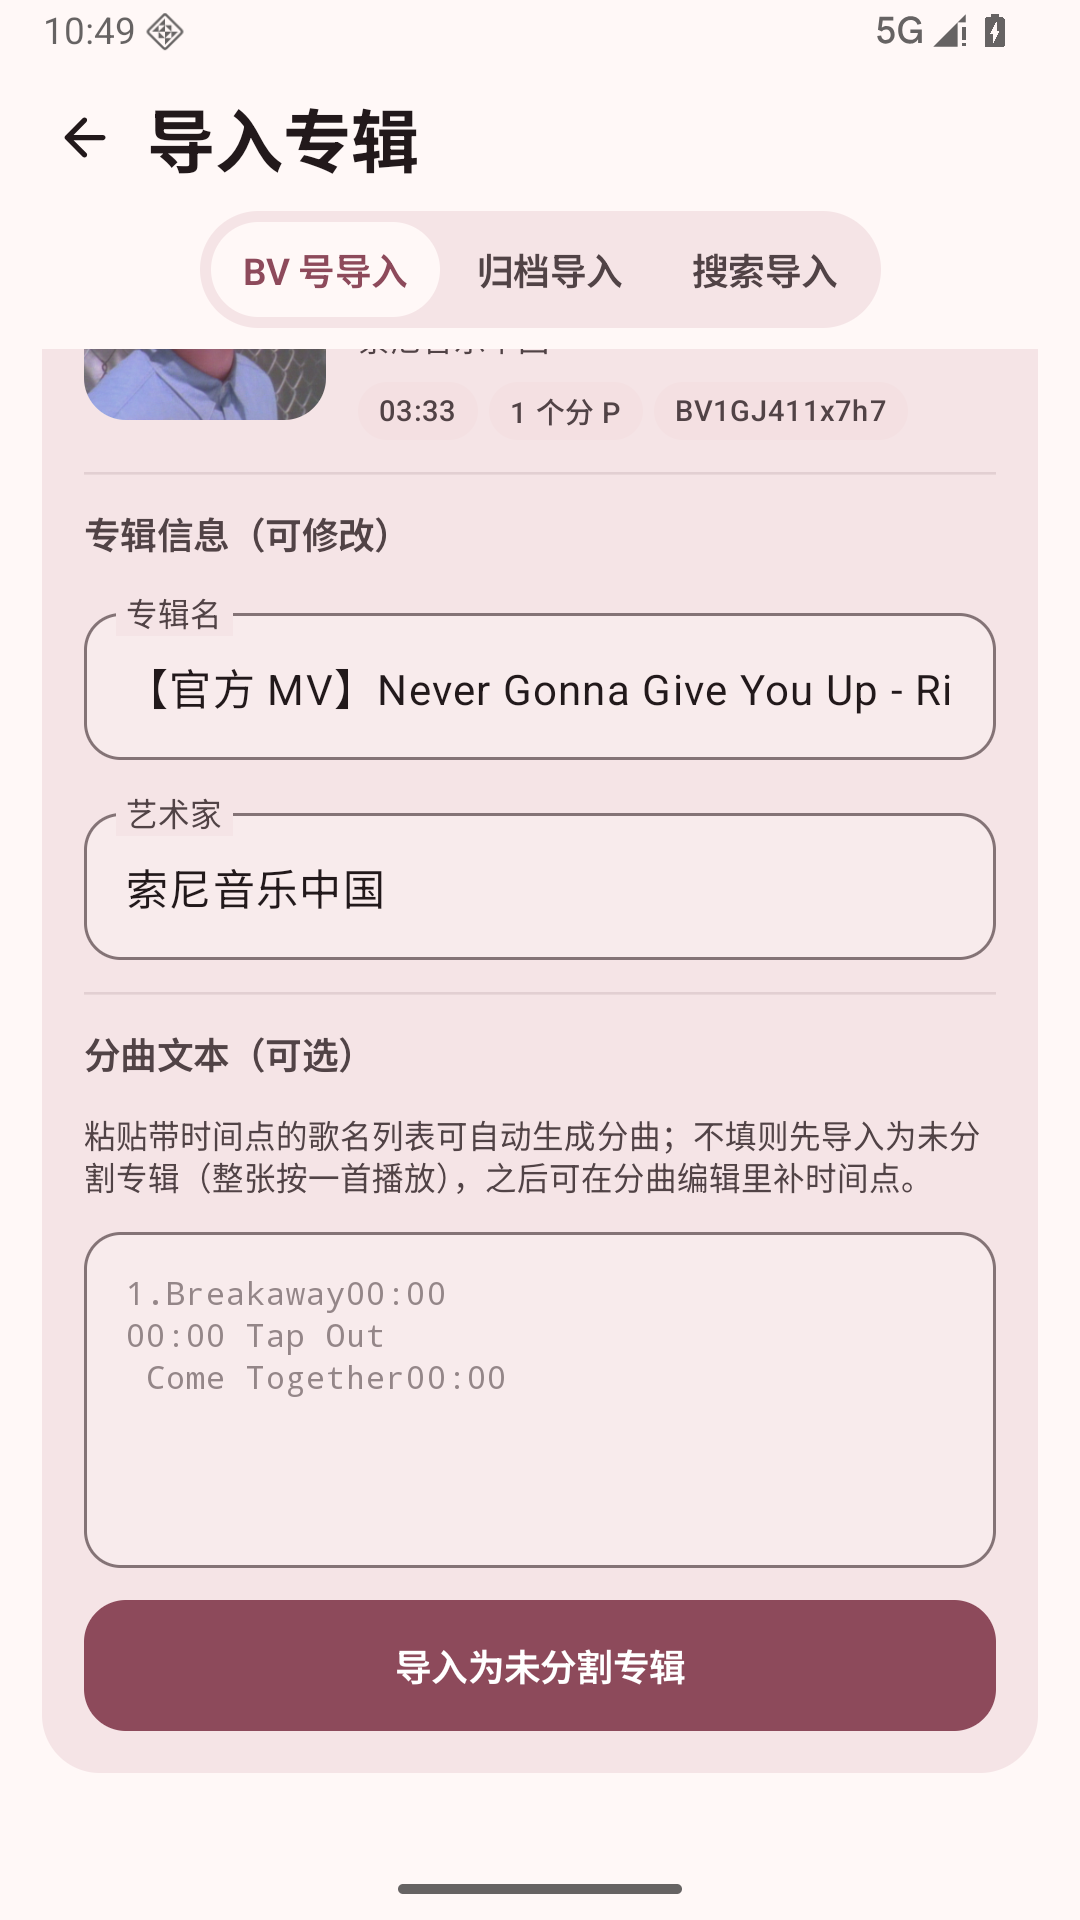 10:49
5G
导入专辑
BV 号导入
归档导入
搜索导入
03:33
1 个分 P
BV1GJ411x7h7
专辑信息（可修改）
专辑名
【官方 MV】Never Gonna Give You Up - Ri
艺术家
索尼音乐中国
分曲文本（可选）
粘贴带时间点的歌名列表可自动生成分曲；不填则先导入为未分
割专辑（整张按一首播放），之后可在分曲编辑里补时间点。
1.Breakaway00:00
00:00 Tap Out
Come Together00:00
导入为未分割专辑